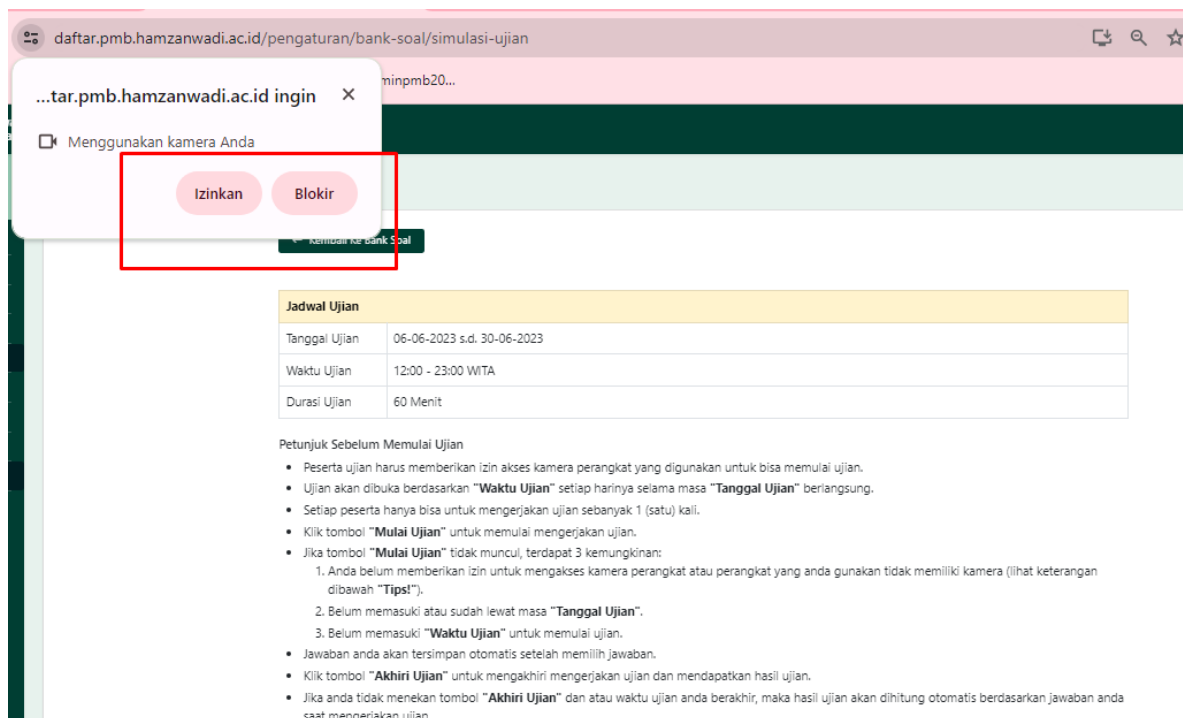 daftar.pmb.hamzanwadi.ac.id/pengaturan/bank-soal/simulasi-ujian
minpmb20...
...tar.pmb.hamzanwadi.ac.id ingin
Menggunakan kamera Anda
Izinkan Blokir
Kembali Ke Bank Soal
Jadwal Ujian
Tanggal Ujian 06-06-2023 s.d. 30-06-2023
Waktu Ujian 12:00 - 23:00 WITA
Durasi Ujian 60 Menit
Petunjuk Sebelum Memulai Ujian
• Peserta ujian harus memberikan izin akses kamera perangkat yang digunakan untuk bisa memulai ujian.
• Ujian akan dibuka berdasarkan "Waktu Ujian" setiap harinya selama masa "Tanggal Ujian" berlangsung.
• Setiap peserta hanya bisa untuk mengerjakan ujian sebanyak 1 (satu) kali.
• Klik tombol "Mulai Ujian" untuk memulai mengerjakan ujian.
• Jika tombol "Mulai Ujian" tidak muncul, terdapat 3 kemungkinan:
1. Anda belum memberikan izin untuk mengakses kamera perangkat atau perangkat yang anda gunakan tidak memiliki kamera (lihat keterangan
dibawah "Tips!").
2. Belum memasuki atau sudah lewat masa "Tanggal Ujian".
3. Belum memasuki "Waktu Ujian" untuk memulai ujian.
• Jawaban anda akan tersimpan otomatis setelah memilih jawaban.
• Klik tombol "Akhiri Ujian" untuk mengakhiri mengerjakan ujian dan mendapatkan hasil ujian.
• Jika anda tidak menekan tombol "Akhiri Ujian" dan atau waktu ujian anda berakhir, maka hasil ujian akan dihitung otomatis berdasarkan jawaban anda
saat mengerjakan ujian.